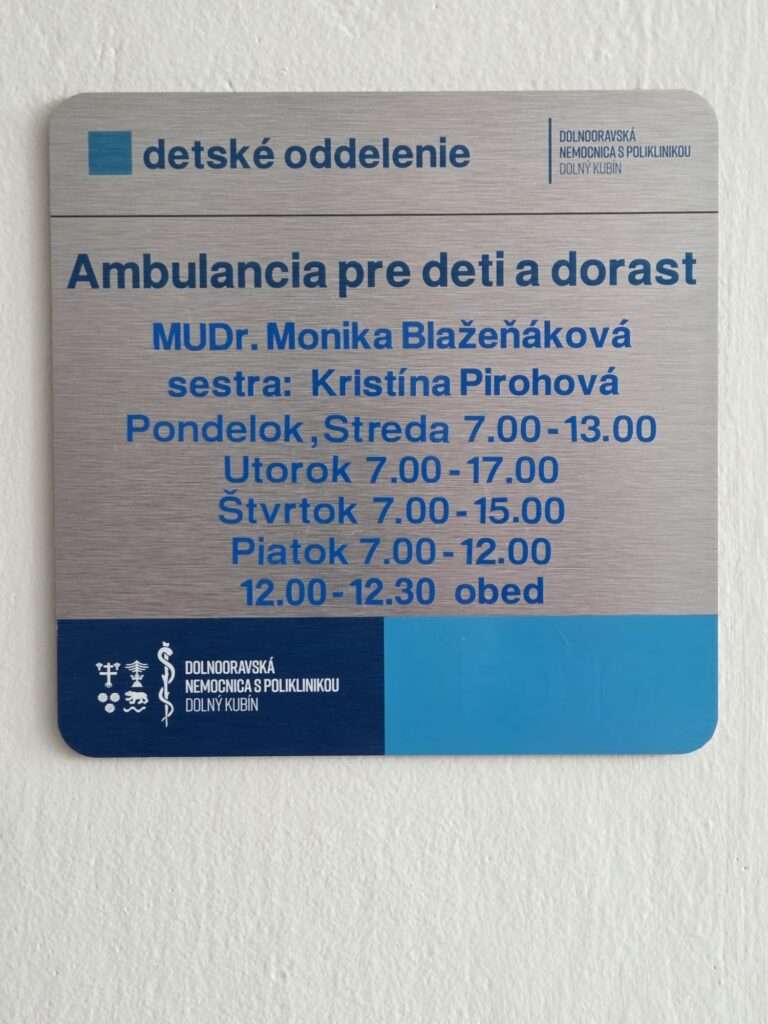 detské oddelenie
DOLNOORAVSKÁ
NEMOCNICA S POLIKLINIKOU
DOLNÝ KUBÍN
Ambulancia pre deti a dorast
MUDr. Monika Blažeňáková
sestra: Kristína Pirohová
Pondelok, Streda 7.00-13.00
Utorok 7.00-17.00
Štvrtok 7.00-15.00
Piatok 7.00-12.00
12.00-12.30 obed
DOLNOORAVSKÁ
NEMOCNICA S POLIKLINIKOU
DOLNÝ KUBÍN